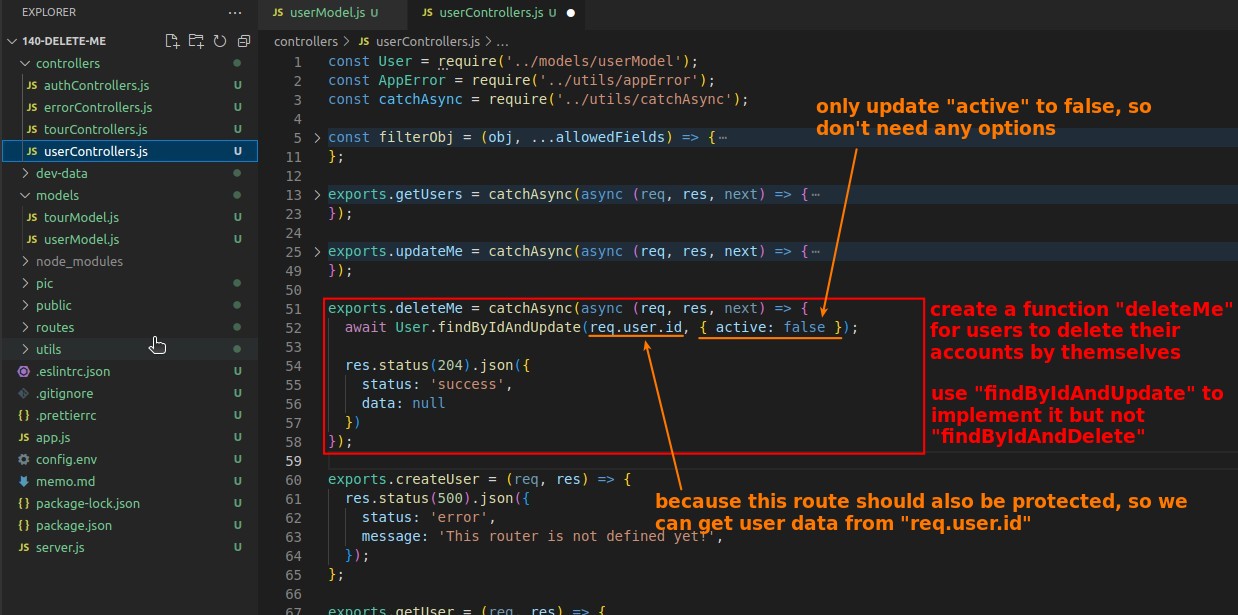 EXPLORER
...
140-DELETE-ME
controllers
JS authControllers.js U
JS errorControllers.js U
JS tourControllers.js U
JS userControllers.js U
dev-data
models
JS tourModel.js U
JS userModel.js U
node_modules
pic
public
routes
utils
.eslintrc.json U
.gitignore U
{} .prettierrc U
JS app.js U
config.env U
memo.md U
{} package-lock.json U
{} package.json U
JS server.js U
JS userModel.js U
JS userControllers.js U ●
controllers > JS userControllers.js > ...
1 const User = require('../models/userModel');
2 const AppError = require('../utils/appError');
3 const catchAsync = require('../utils/catchAsync');
4
5 const filterObj = (obj, ...allowedFields) => {⋯
11 };
12
13 exports.getUsers = catchAsync(async (req, res, next) => {⋯
23 });
24
25 exports.updateMe = catchAsync(async (req, res, next) => {⋯
49 });
50
51 exports.deleteMe = catchAsync(async (req, res, next) => {
52 await User.findByIdAndUpdate(req.user.id, { active: false });
53
54 res.status(204).json({
55 status: 'success',
56 data: null
57 })
58 });
59
60 exports.createUser = (req, res) => {
61 res.status(500).json({
62 status: 'error',
63 message: 'This router is not defined yet!',
64 });
65 };
66
67 exports.getUser = (req, res) => {
only update "active" to false, so
don't need any options
create a function "deleteMe"
for users to delete their
accounts by themselves
use "findByIdAndUpdate" to
implement it but not
"findByIdAndDelete"
because this route should also be protected, so we
can get user data from "req.user.id"